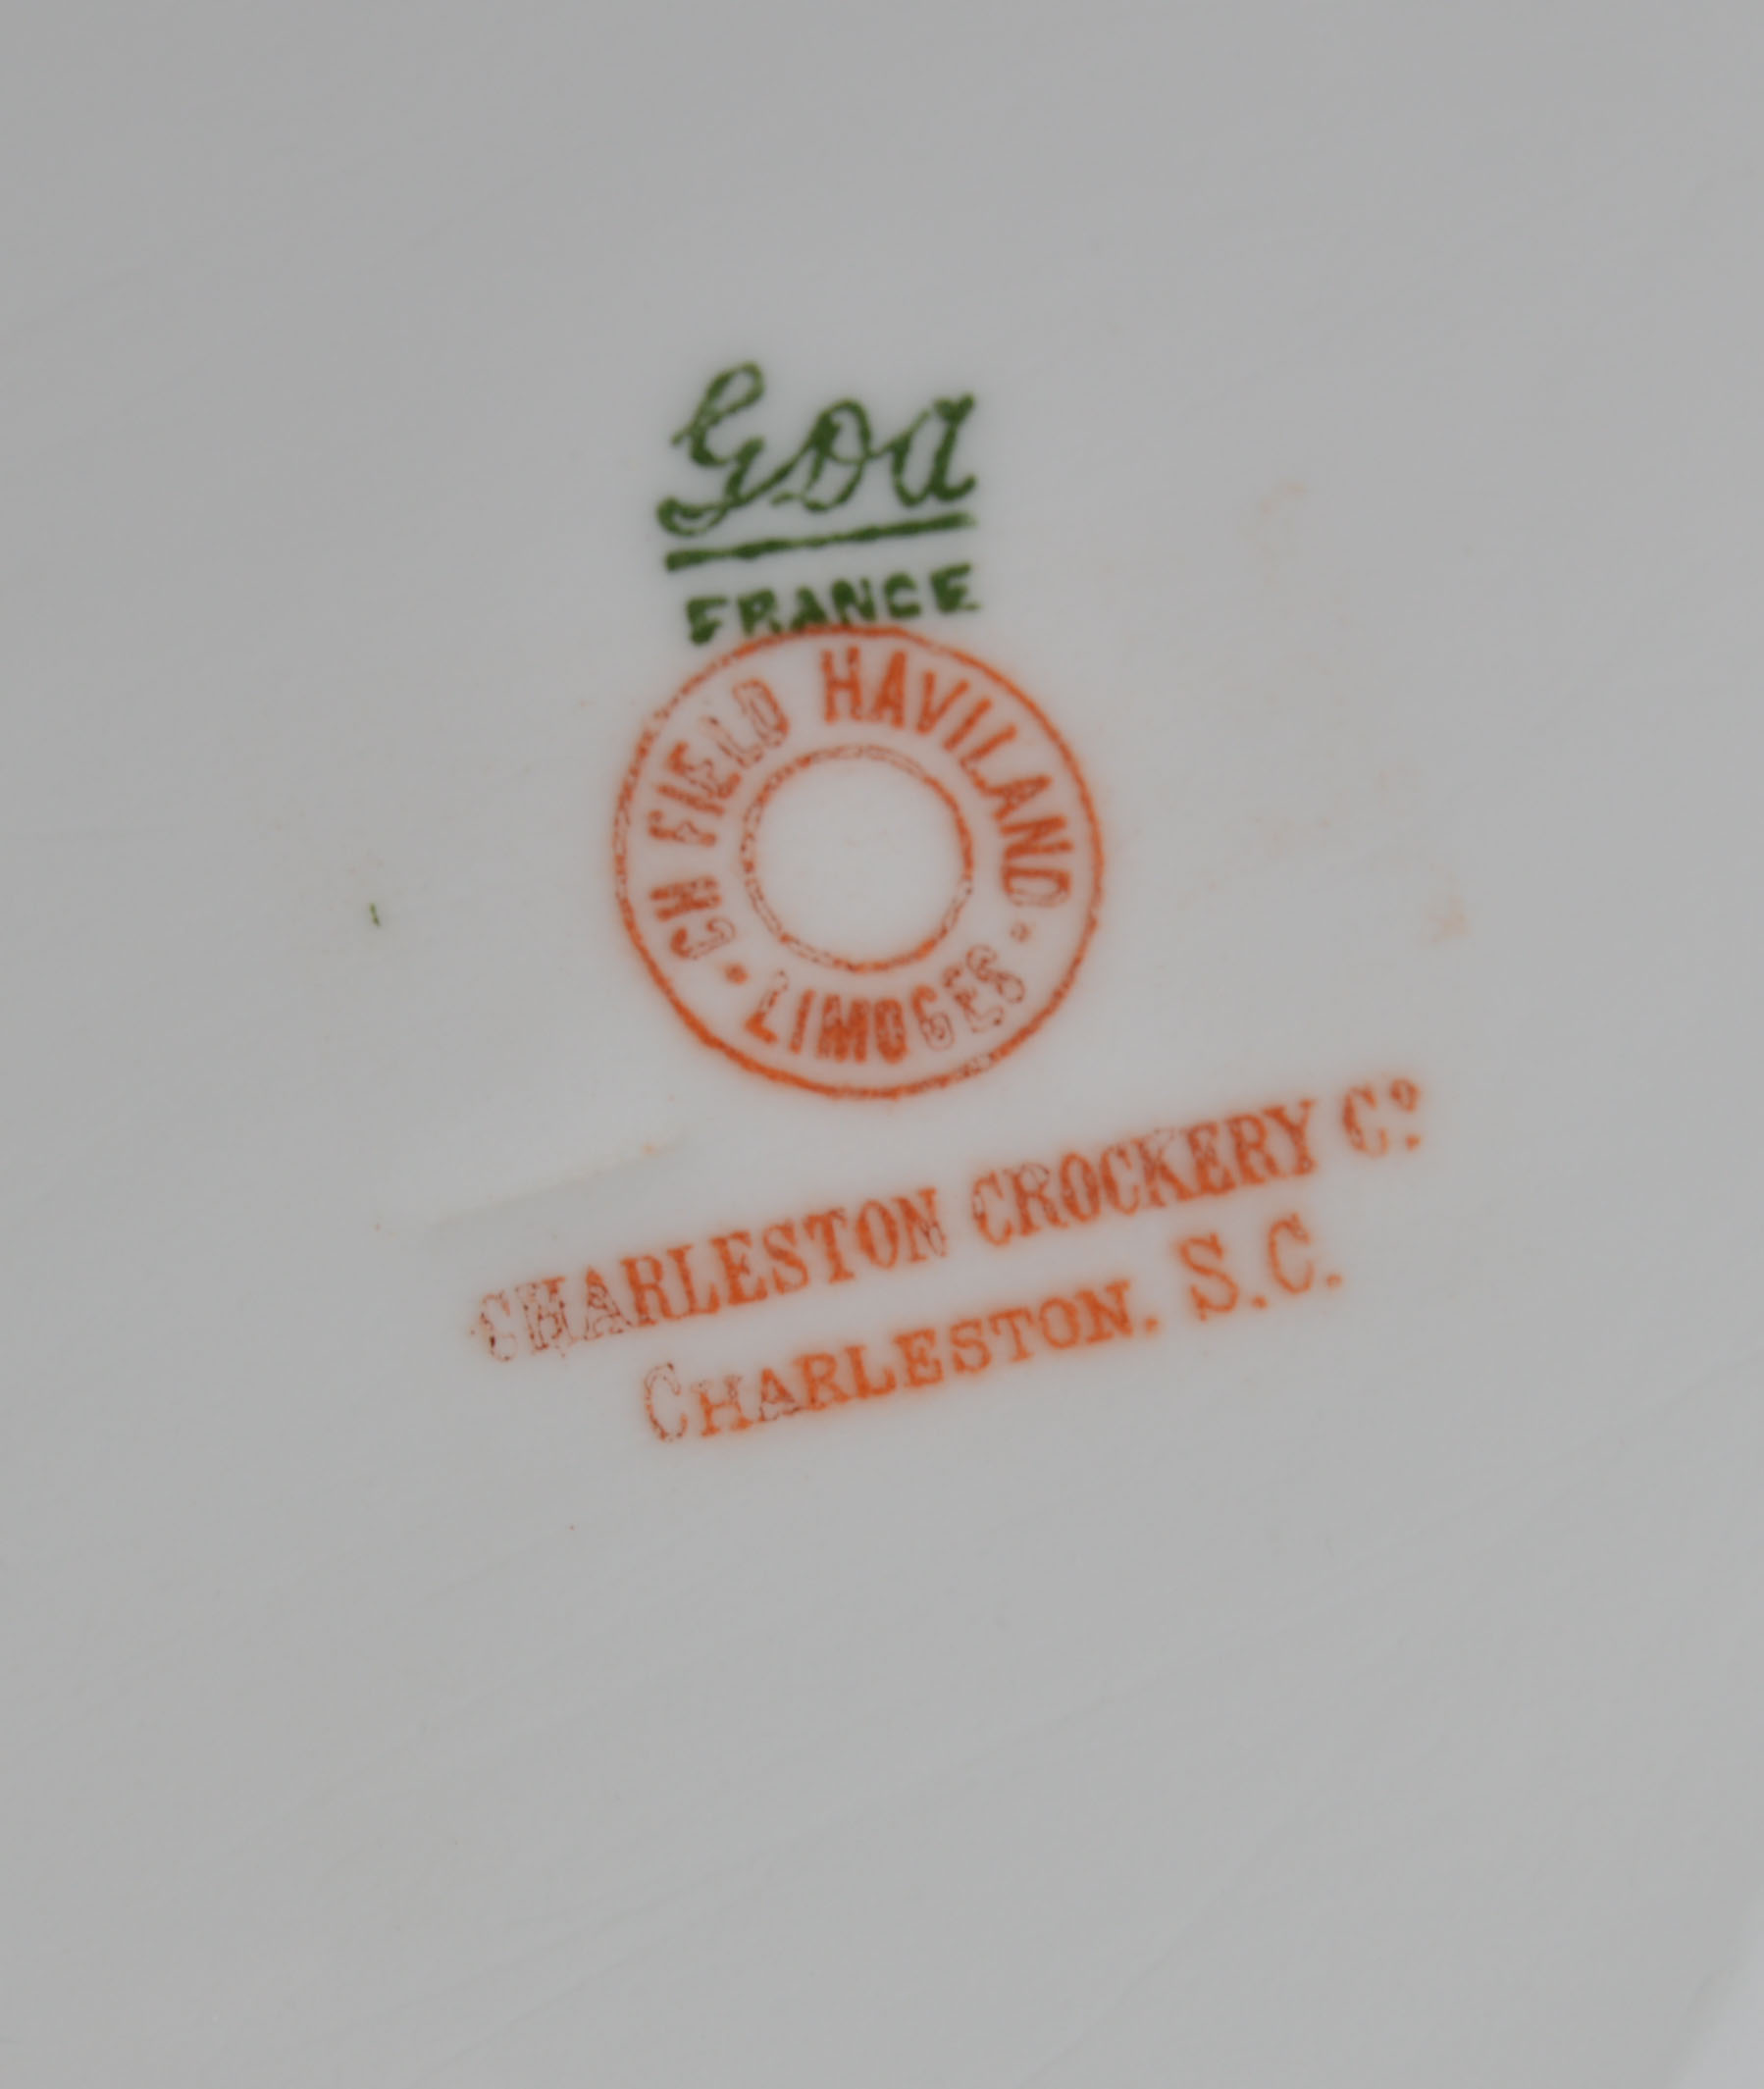 GDA
FRANCE
CH FIELD HAVILAND
• LIMOGES •
CHARLESTON CROCKERY Cº
CHARLESTON. S.C.